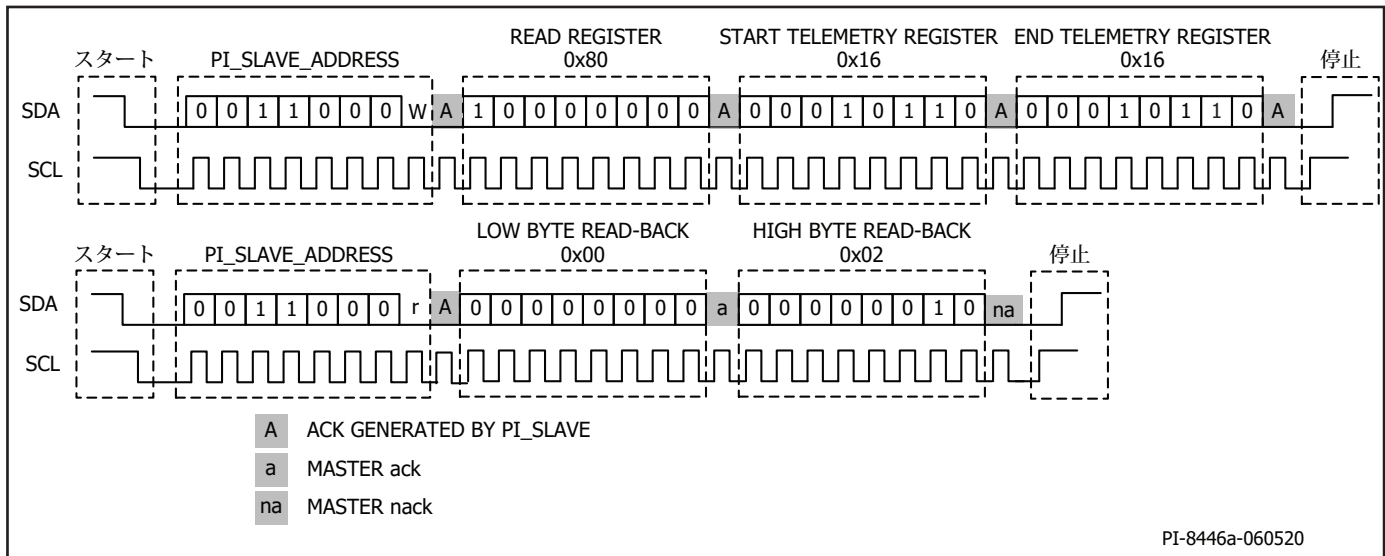 READ REGISTER START TELEMETRY REGISTER END TELEMETRY REGISTER
スタート PI_SLAVE_ADDRESS 0x80 0x16 0x16 停止
SDA 0 0 1 1 0 0 0 W A 1 0 0 0 0 0 0 0 A 0 0 0 1 0 1 1 0 A 0 0 0 1 0 1 1 0 A
SCL
LOW BYTE READ-BACK HIGH BYTE READ-BACK
スタート PI_SLAVE_ADDRESS 0x00 0x02 停止
SDA 0 0 1 1 0 0 0 r A 0 0 0 0 0 0 0 0 a 0 0 0 0 0 0 1 0 na
SCL
A ACK GENERATED BY PI_SLAVE
a MASTER ack
na MASTER nack
PI-8446a-060520